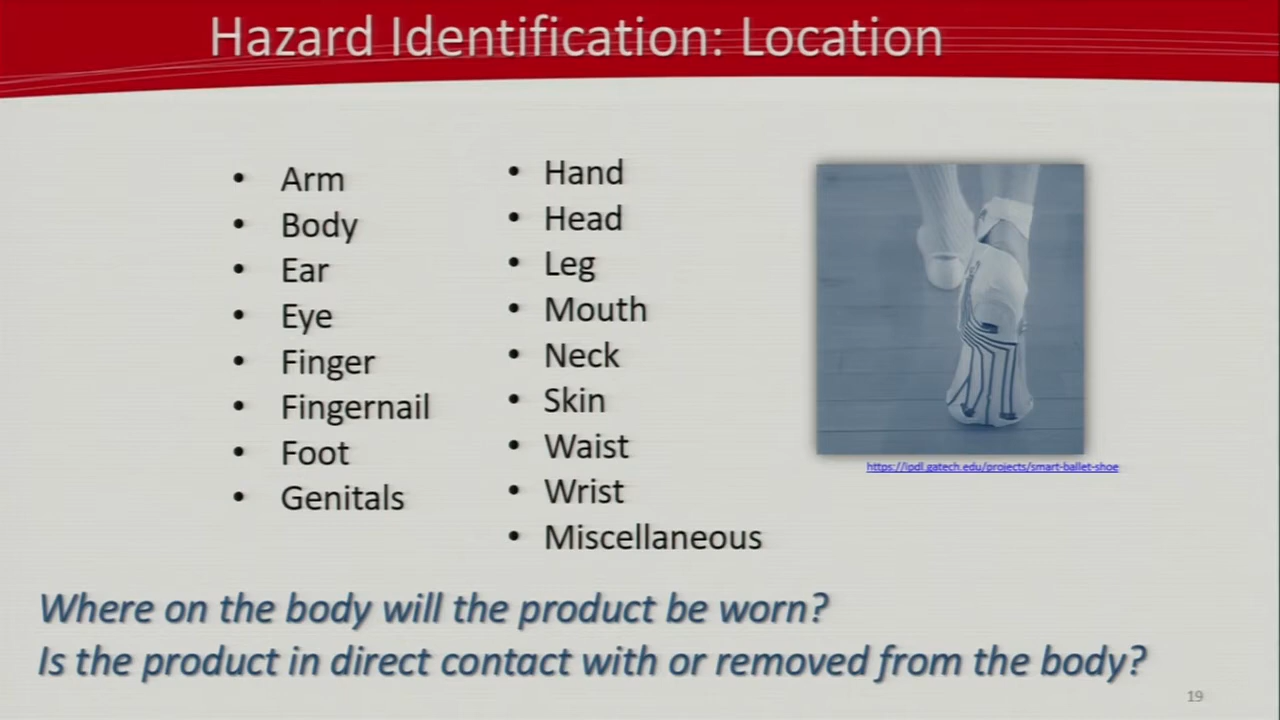 Hazard Identification: Location
• Arm
• Body
• Ear
• Eye
• Finger
• Fingernail
• Foot
• Genitals
• Hand
• Head
• Leg
• Mouth
• Neck
• Skin
• Waist
• Wrist
• Miscellaneous
https://ipdl.gatech.edu/projects/smart-ballet-shoe
Where on the body will the product be worn?
Is the product in direct contact with or removed from the body?
19